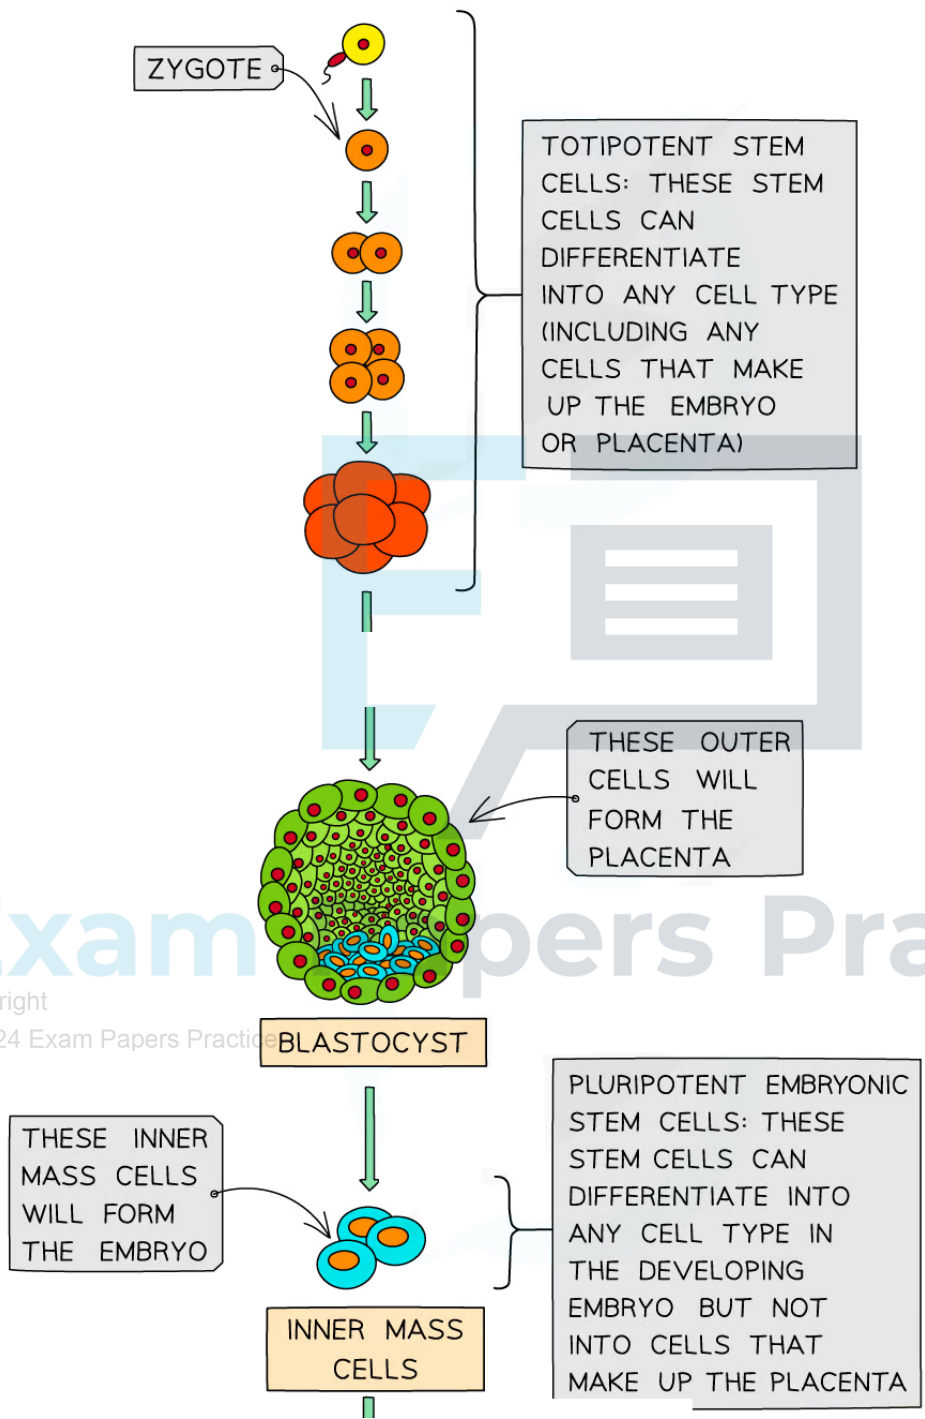 ZYGOTE
TOTIPOTENT STEM
CELLS: THESE STEM
CELLS CAN
DIFFERENTIATE
INTO ANY CELL TYPE
(INCLUDING ANY
CELLS THAT MAKE
UP THE EMBRYO
OR PLACENTA)
THESE OUTER
CELLS WILL
FORM THE
PLACENTA
Exam Papers Pra
right
24 Exam Papers Practice
BLASTOCYST
PLURIPOTENT EMBRYONIC
STEM CELLS: THESE
STEM CELLS CAN
DIFFERENTIATE INTO
ANY CELL TYPE IN
THE DEVELOPING
EMBRYO BUT NOT
INTO CELLS THAT
MAKE UP THE PLACENTA
THESE INNER
MASS CELLS
WILL FORM
THE EMBRYO
INNER MASS
CELLS